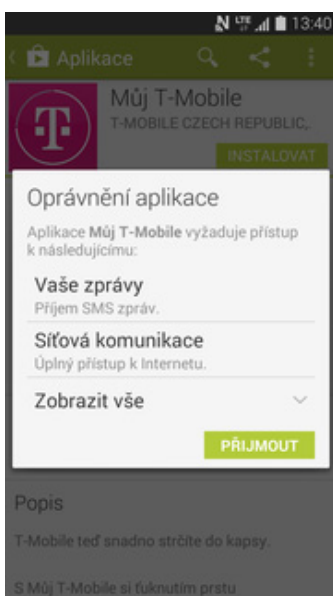 LTE 13:40
Aplikace
Můj T-Mobile
T-MOBILE CZECH REPUBLIC,.
INSTALOVAT
Oprávnění aplikace
Aplikace Můj T-Mobile vyžaduje přístup
k následujícímu:
Vaše zprávy
Příjem SMS zpráv.
Síťová komunikace
Úplný přístup k Internetu.
Zobrazit vše
PŘIJMOUT
Popis
T-Mobile teď snadno strčíte do kapsy.
S Můj T-Mobile si ťuknutím prstu